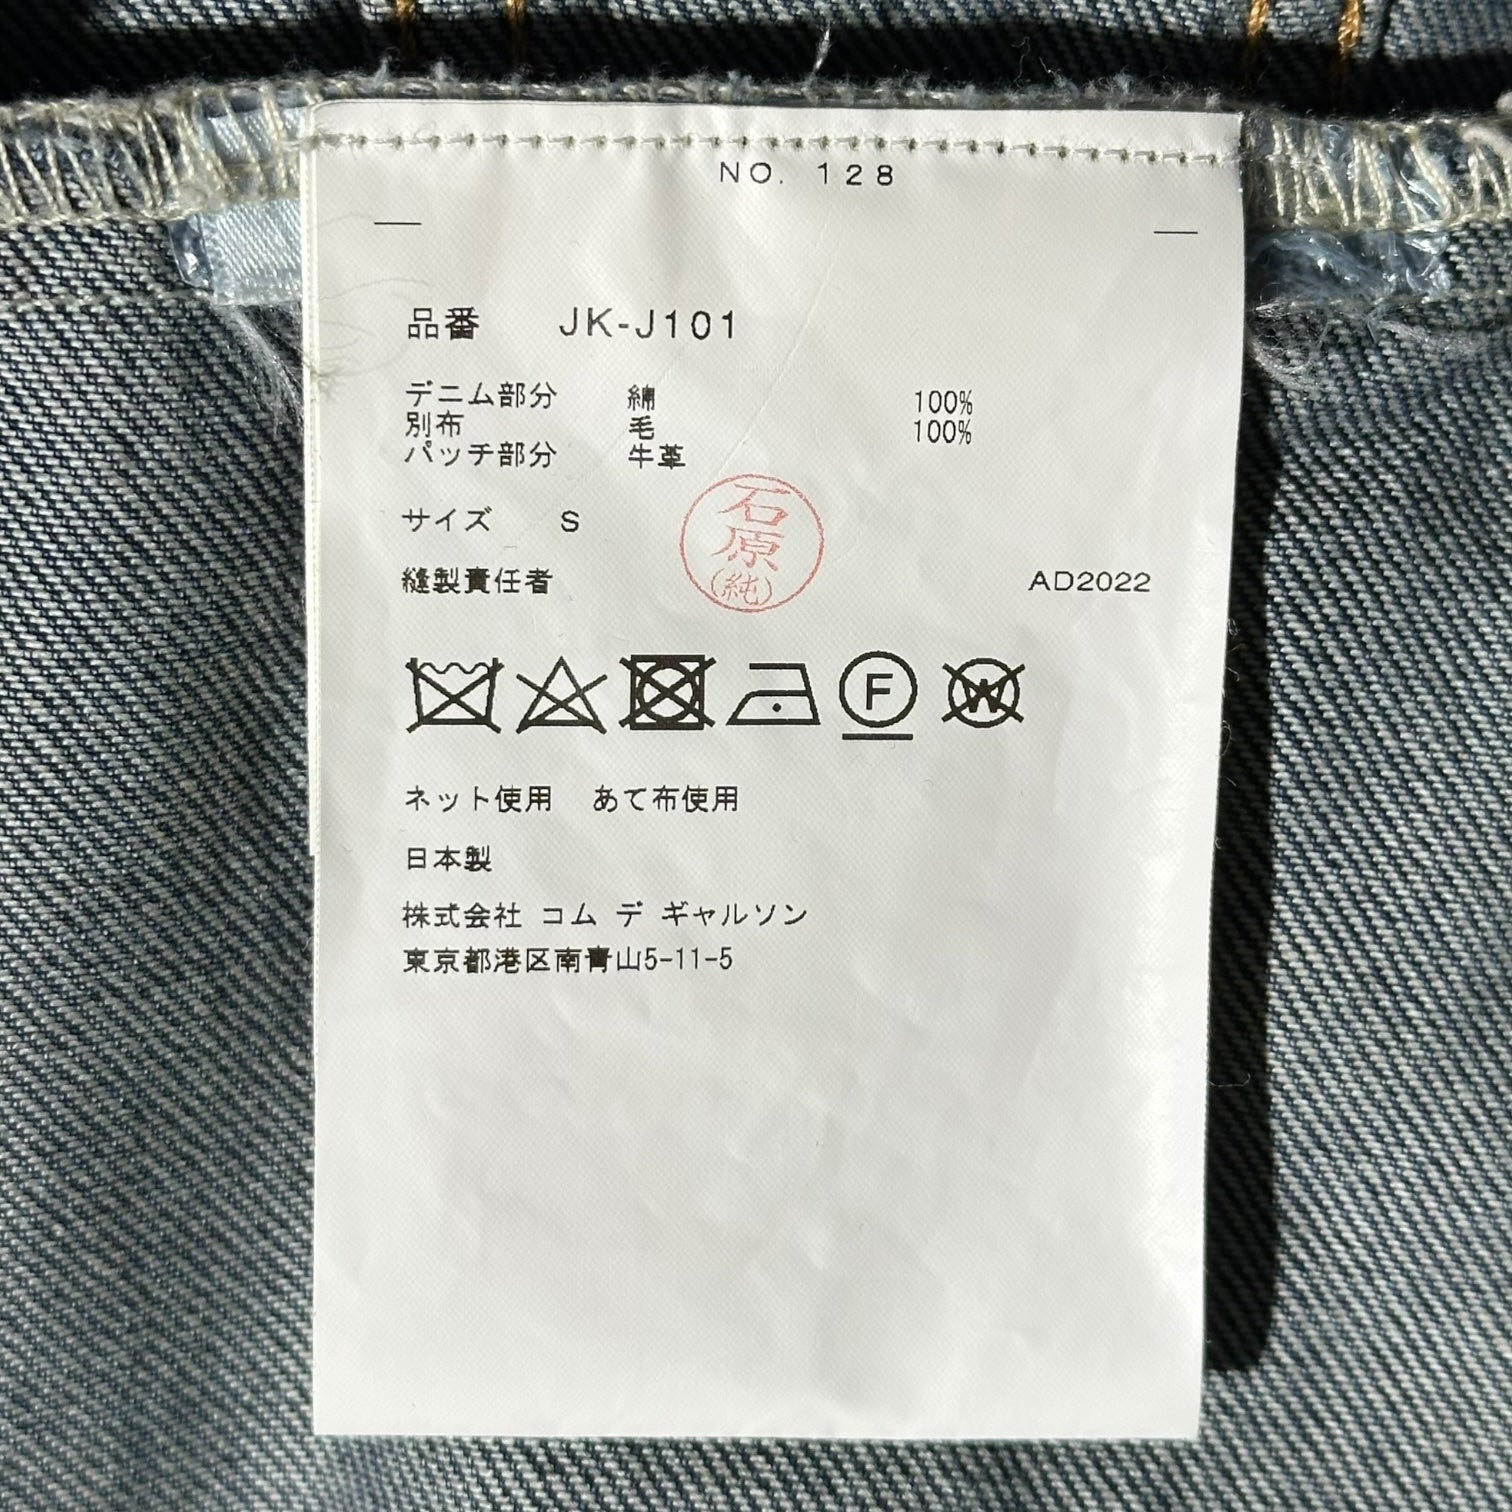 NO. 128
品番 JK-J101
デニム部分 綿 100%
別布 毛 100%
パッチ部分 牛革
サイズ S
縫製責任者 石原(純) AD2022
F W
ネット使用 あて布使用
日本製
株式会社 コム デ ギャルソン
東京都港区南青山5-11-5